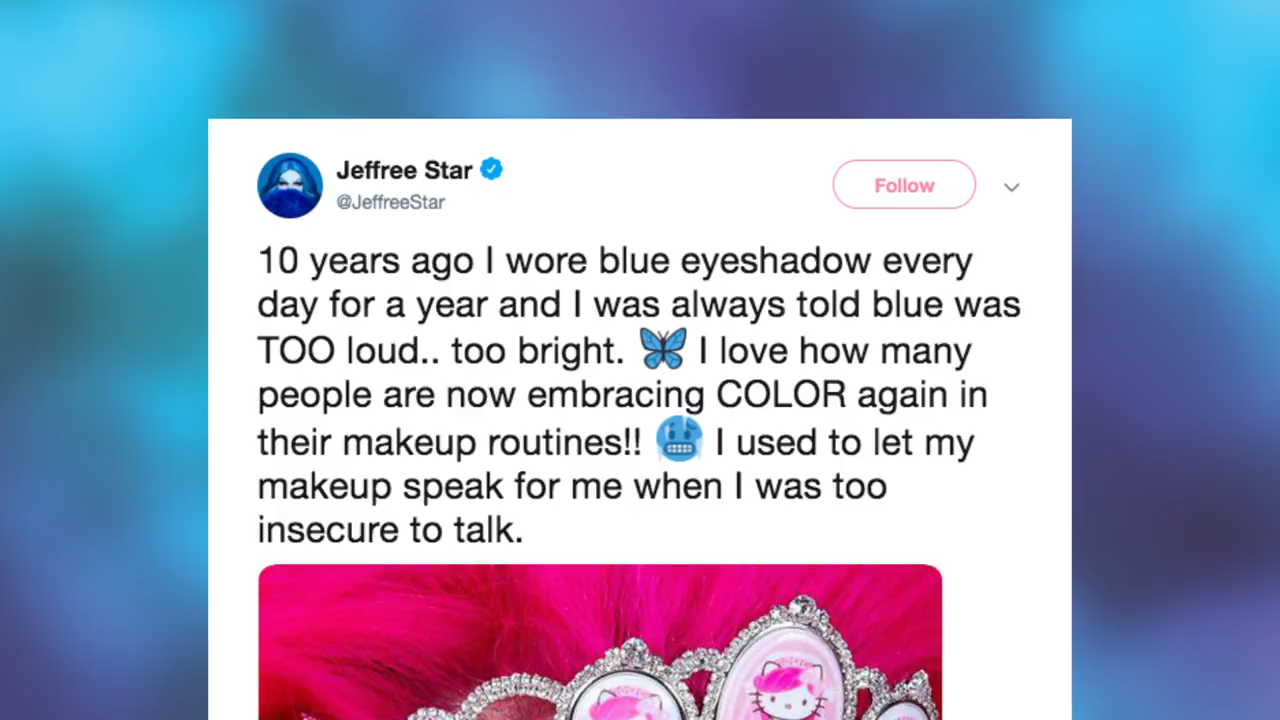 Jeffree Star
@JeffreeStar
Follow
10 years ago I wore blue eyeshadow every
day for a year and I was always told blue was
TOO loud.. too bright. 🦋 I love how many
people are now embracing COLOR again in
their makeup routines!! 🥶 I used to let my
makeup speak for me when I was too
insecure to talk.